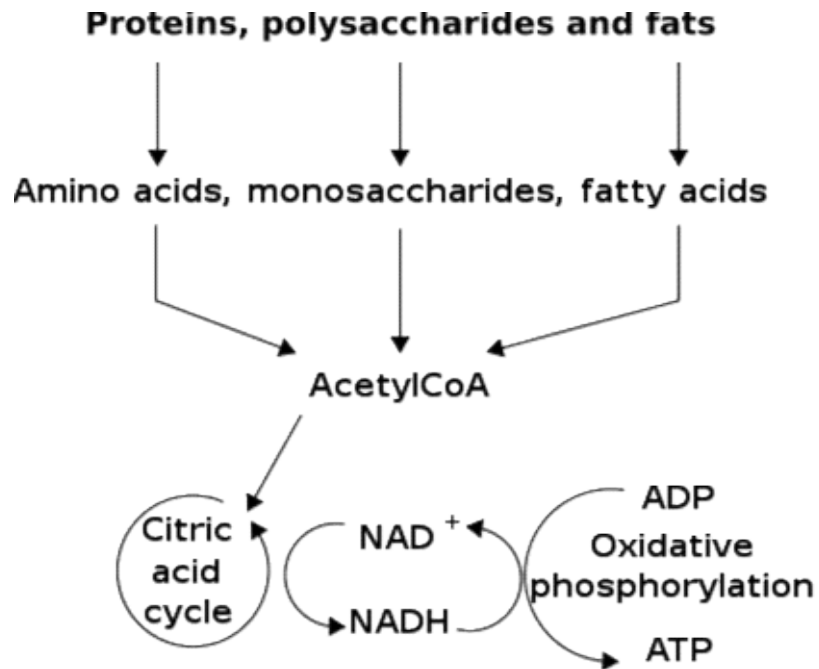 Proteins, polysaccharides and fats
Amino acids, monosaccharides, fatty acids
AcetylCoA
Citric
acid
cycle
NAD +
NADH
ADP
Oxidative
phosphorylation
ATP